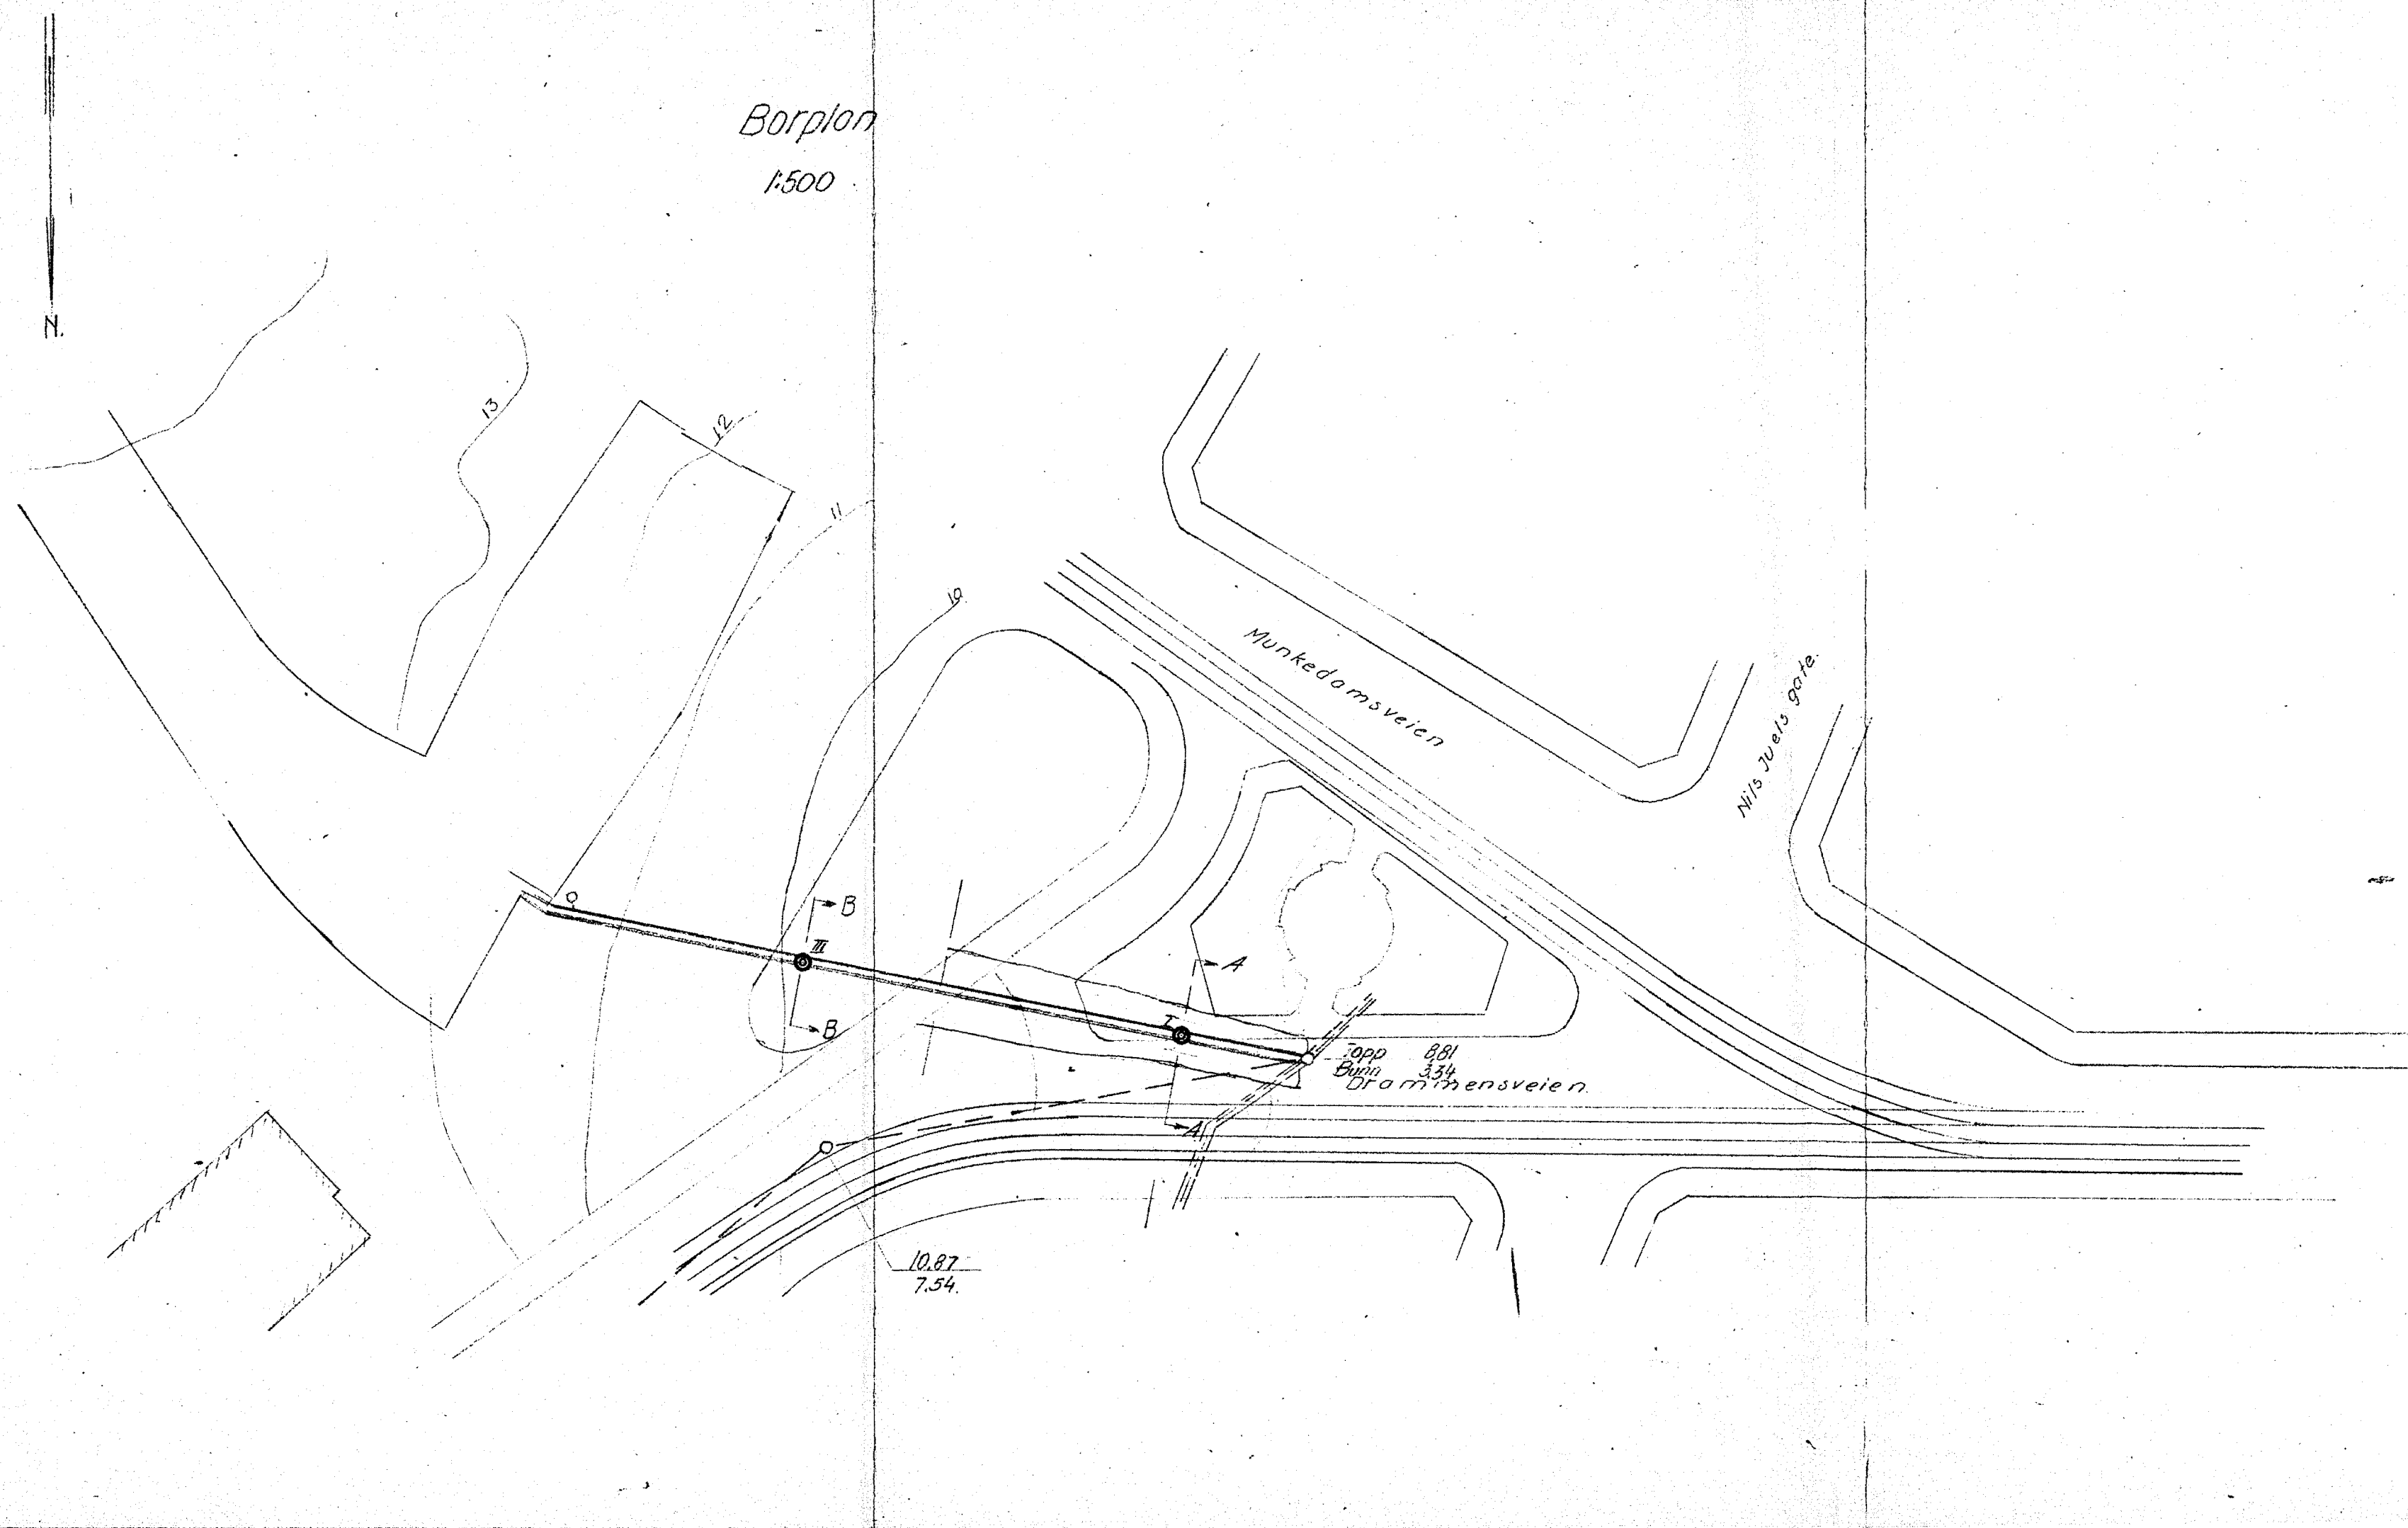 Borplan
1:500
N.
13
12
11
10
Munkedamsveien
Nils Juels gate.
B
III
A
B
I
Topp 8,81
Bunn 3,34
Drammensveien.
A
10.87
7.54.